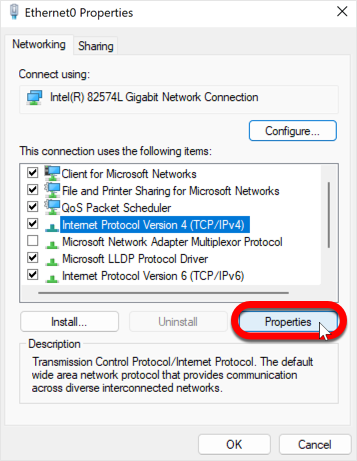 Ethernet0 Properties
Networking
Sharing
Connect using:
Intel(R) 82574L Gigabit Network Connection
Configure...
This connection uses the following items:
Client for Microsoft Networks
File and Printer Sharing for Microsoft Networks
QoS Packet Scheduler
Internet Protocol Version 4 (TCP/IPv4)
Microsoft Network Adapter Multiplexor Protocol
Microsoft LLDP Protocol Driver
Internet Protocol Version 6 (TCP/IPv6)
Install...
Uninstall
Properties
Description
Transmission Control Protocol/Internet Protocol. The default
wide area network protocol that provides communication
across diverse interconnected networks.
OK
Cancel